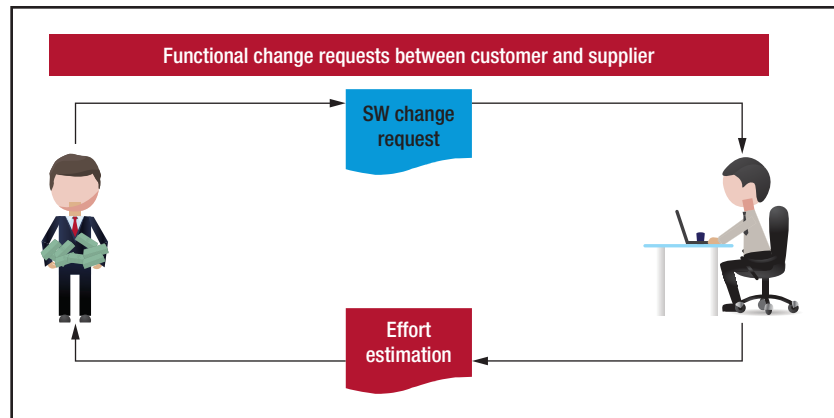 Functional change requests between customer and supplier
SW change
request
Effort
estimation